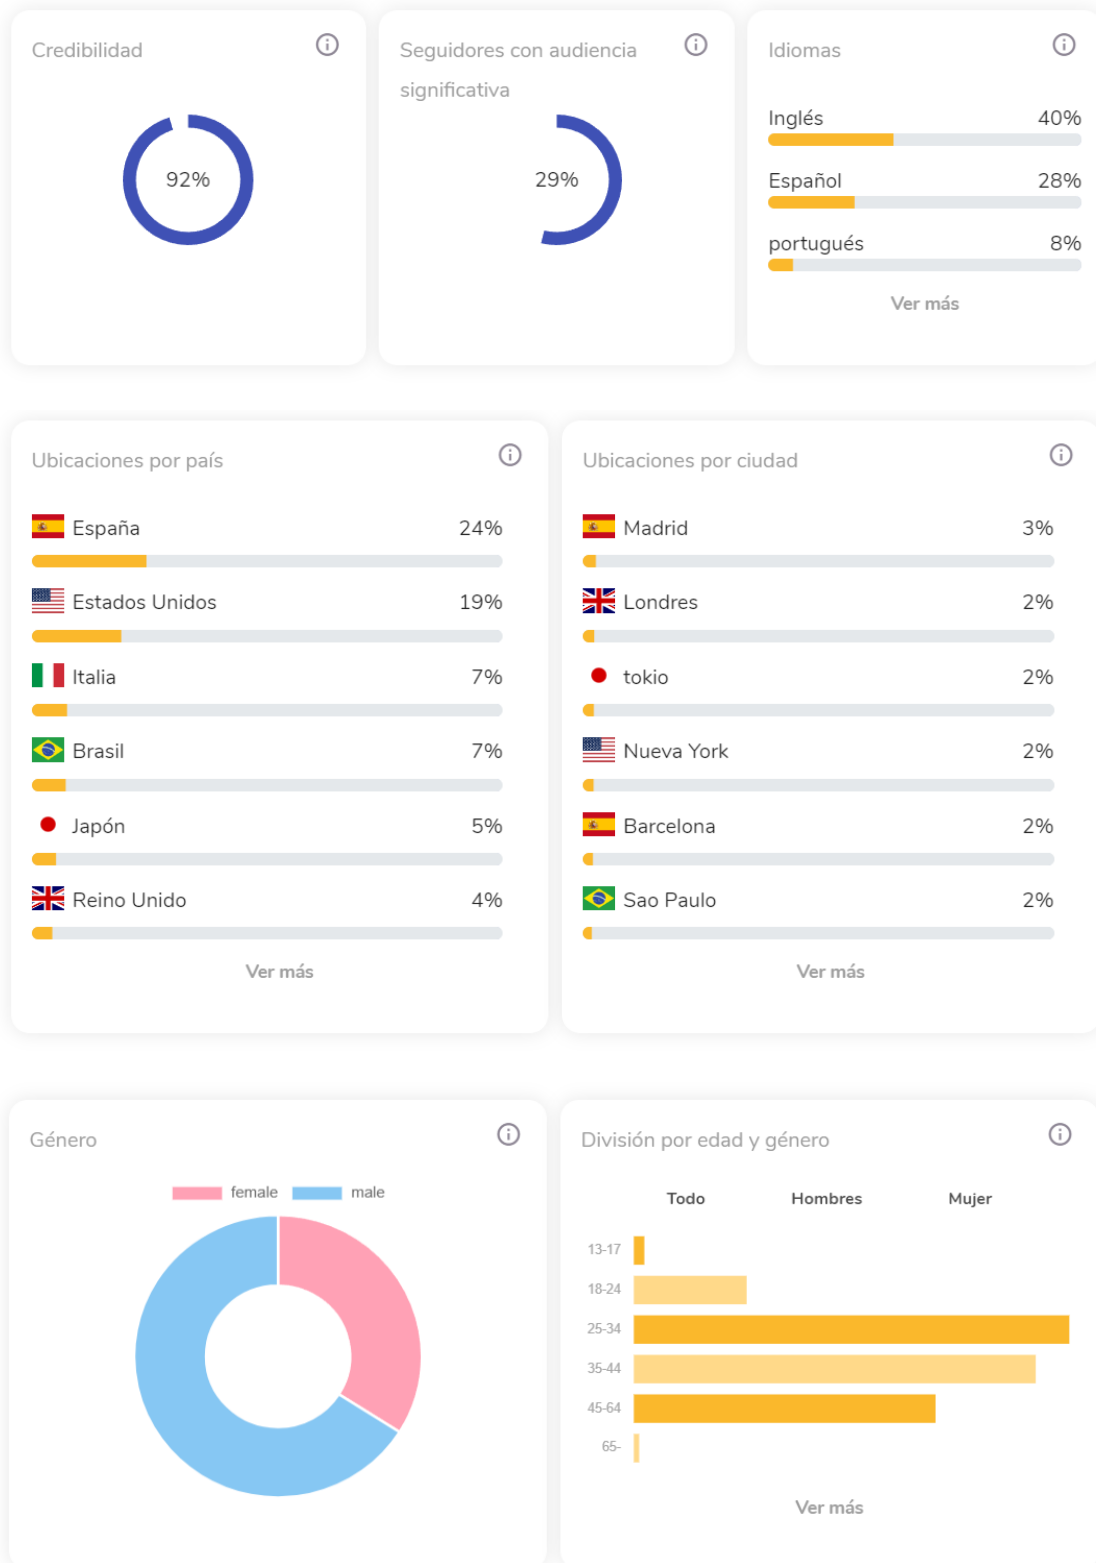 Credibilidad
92%
Seguidores con audiencia
significativa
29%
Idiomas
Inglés 40%
Español 28%
portugués 8%
Ver más
Ubicaciones por país
España 24%
Estados Unidos 19%
Italia 7%
Brasil 7%
Japón 5%
Reino Unido 4%
Ver más
Ubicaciones por ciudad
Madrid 3%
Londres 2%
tokio 2%
Nueva York 2%
Barcelona 2%
Sao Paulo 2%
Ver más
Género
female male
División por edad y género
Todo Hombres Mujer
13-17
18-24
25-34
35-44
45-64
65-
Ver más